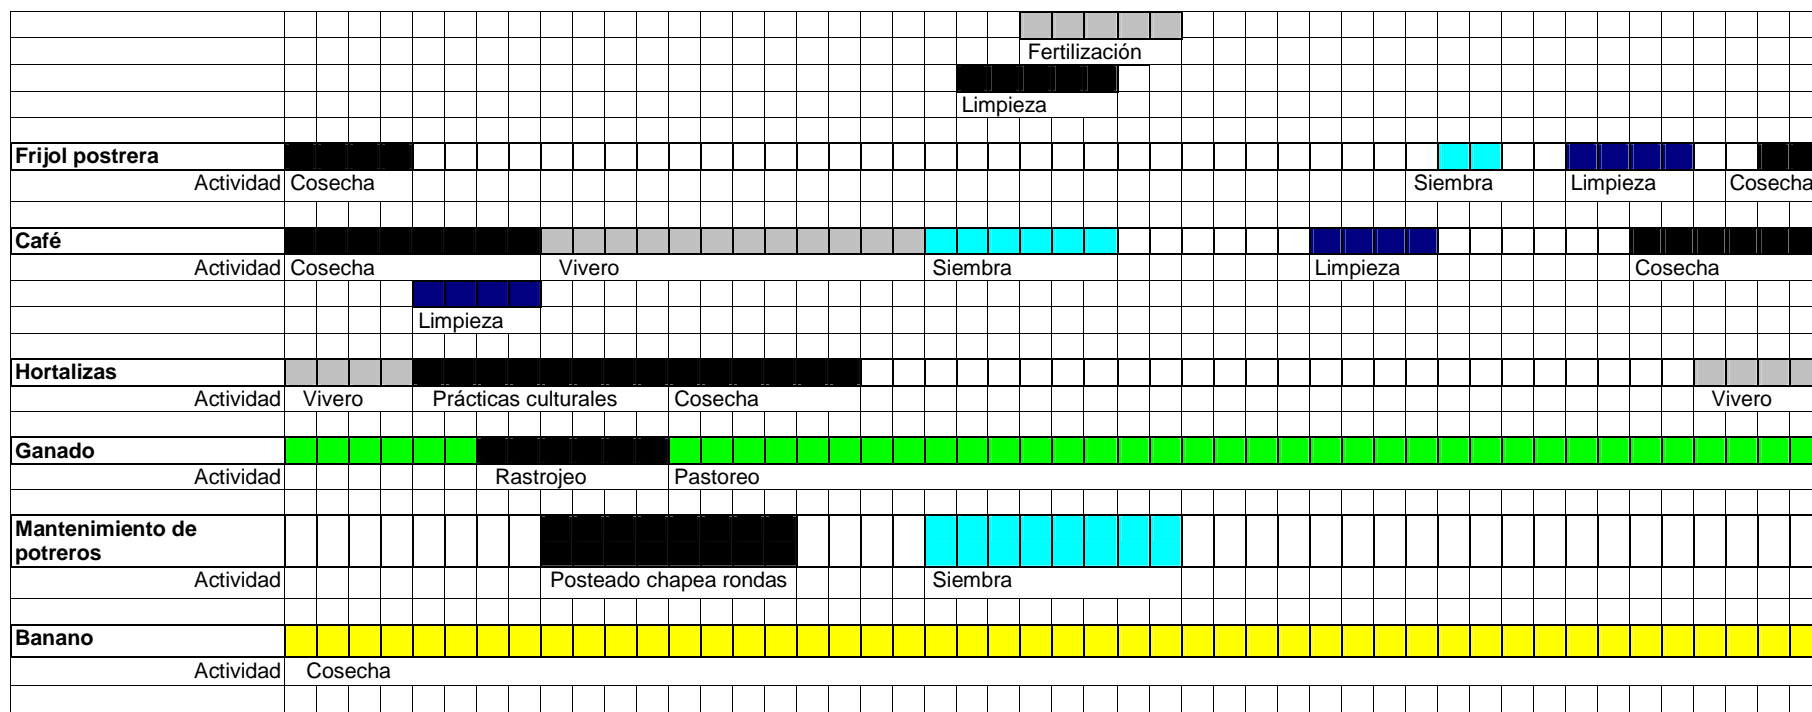 Fertilización
Limpieza
Frijol postrera
Actividad Cosecha Siembra Limpieza Cosecha
Café
Actividad Cosecha Vivero Siembra Limpieza Cosecha
Limpieza
Hortalizas
Actividad Vivero Prácticas culturales Cosecha Vivero
Ganado
Actividad Rastrojeo Pastoreo
Mantenimiento de
potreros
Actividad Posteado chapea rondas Siembra
Banano
Actividad Cosecha